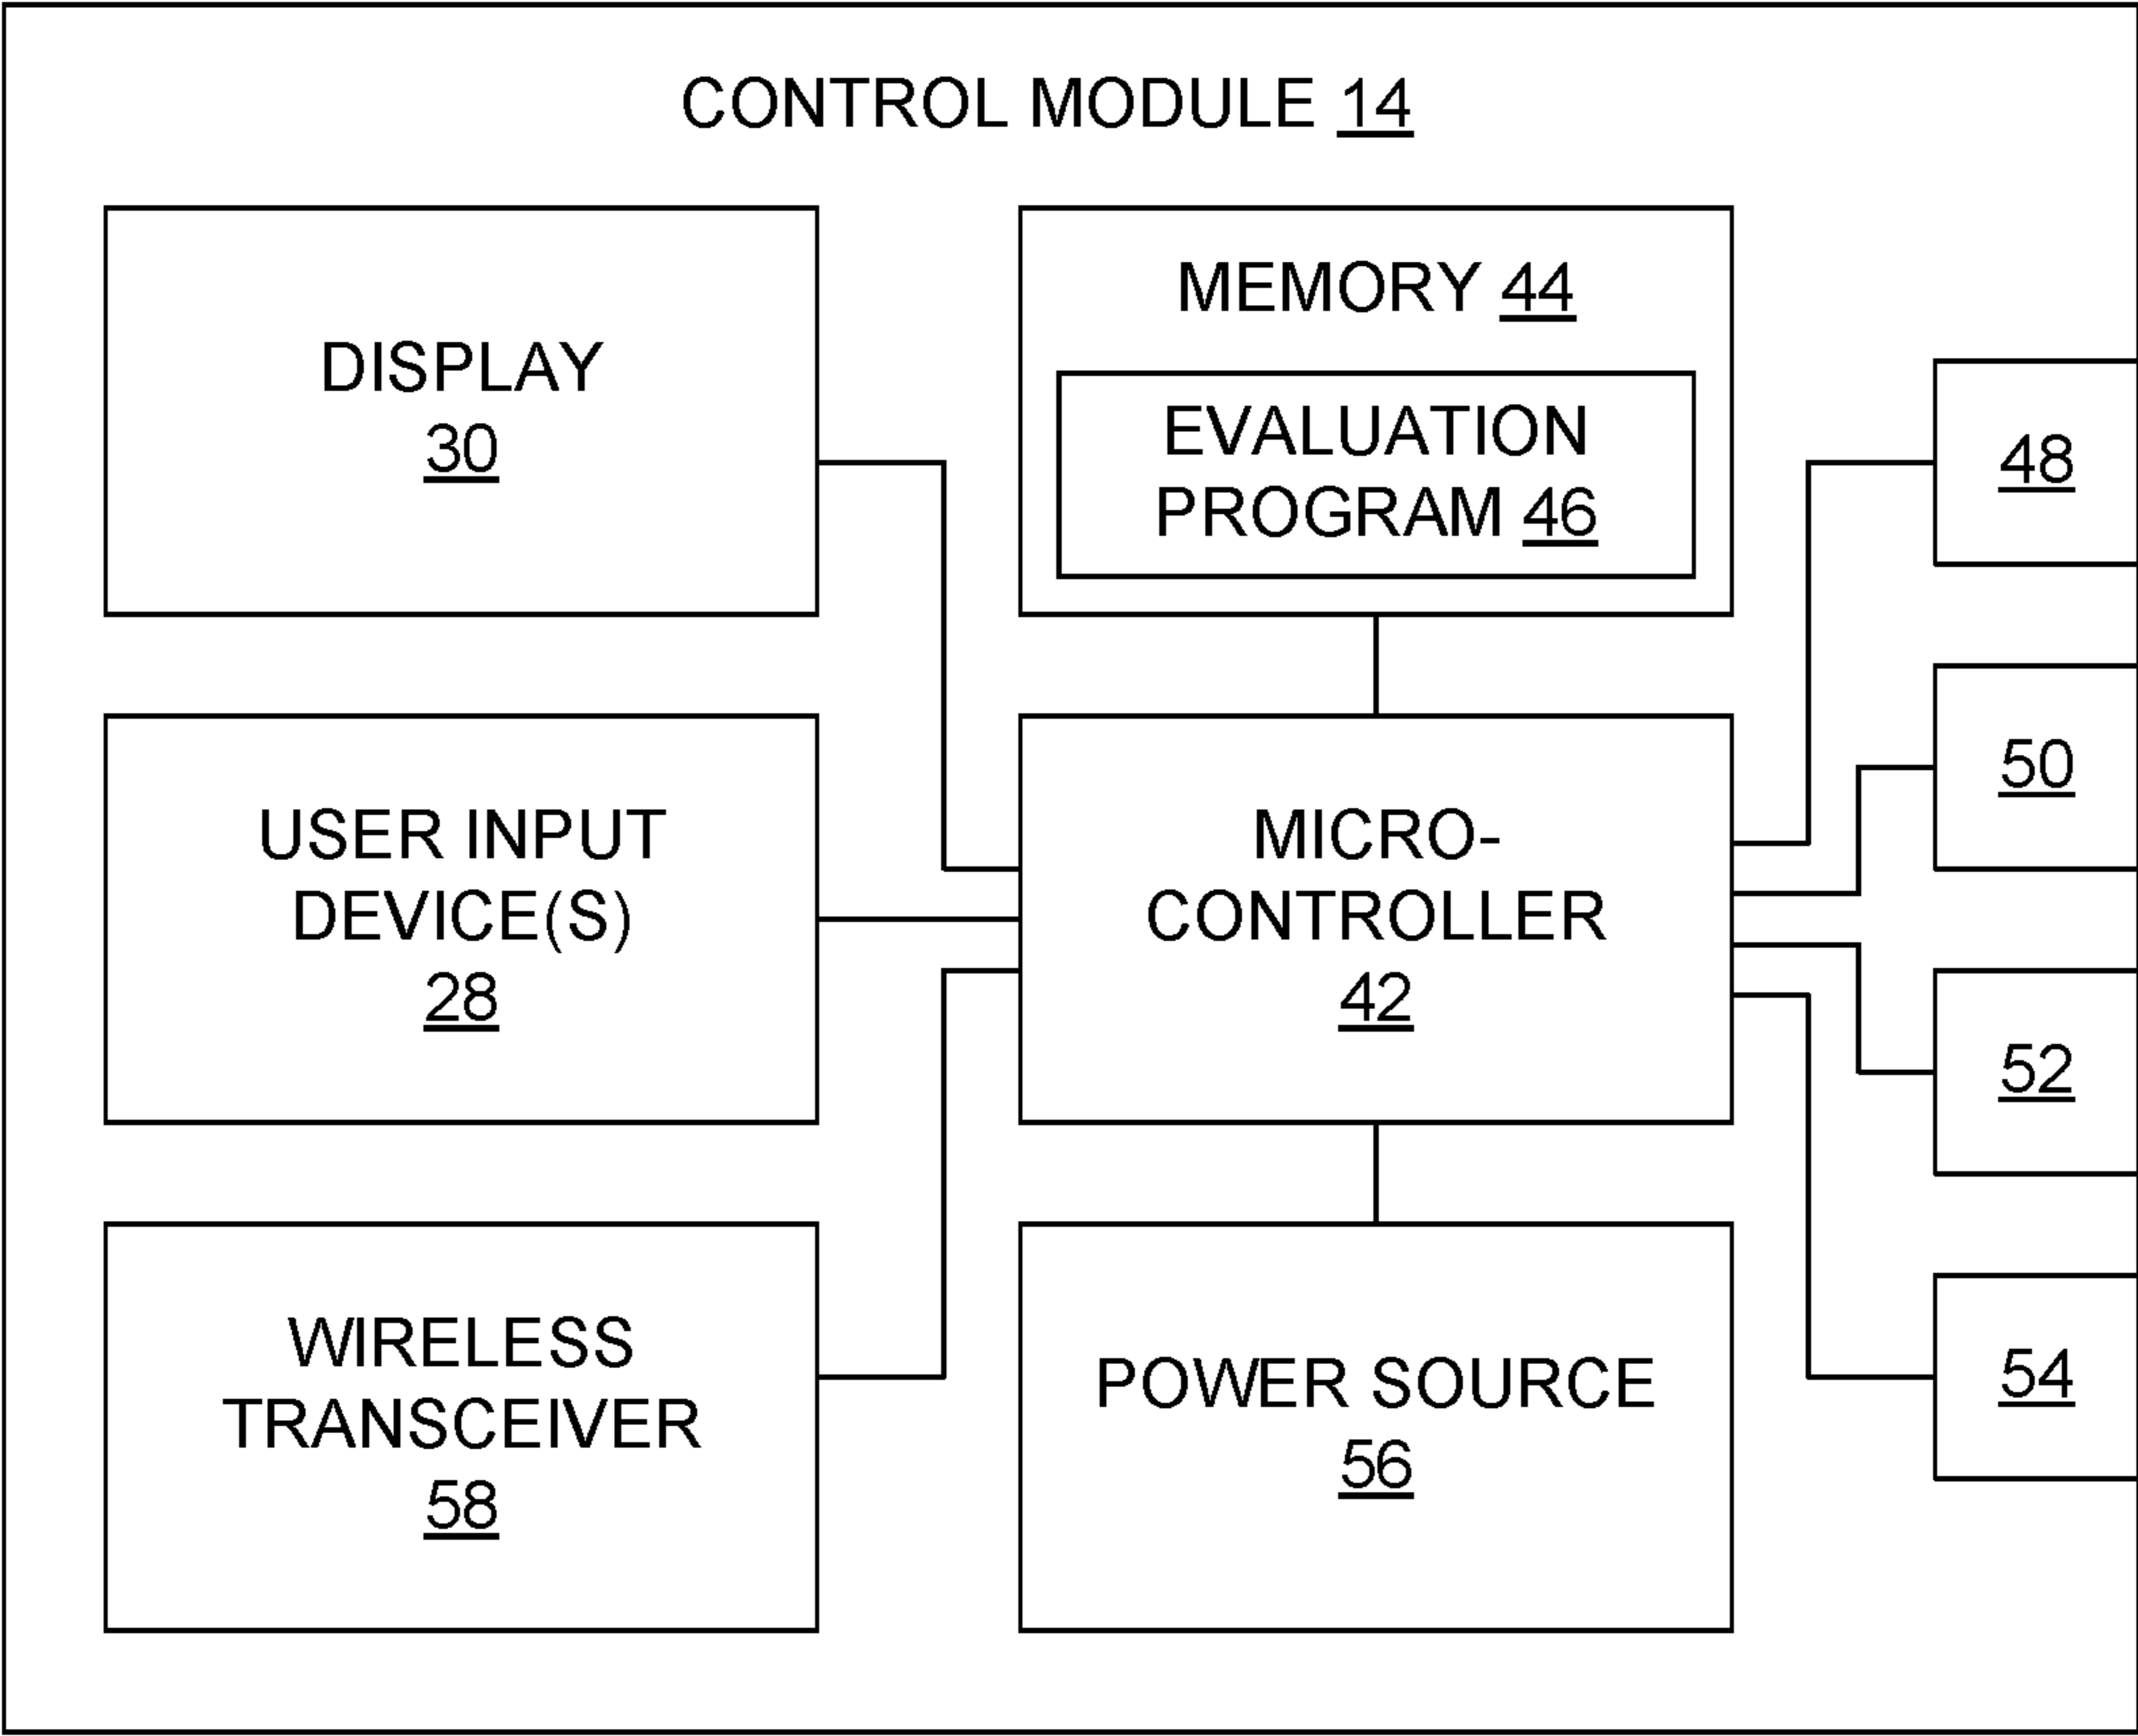 CONTROL MODULE 14
DISPLAY
30
MEMORY 44
EVALUATION
PROGRAM 46
48
50
USER INPUT
DEVICE(S)
28
MICRO-
CONTROLLER
42
52
WIRELESS
TRANSCEIVER
58
POWER SOURCE
56
54